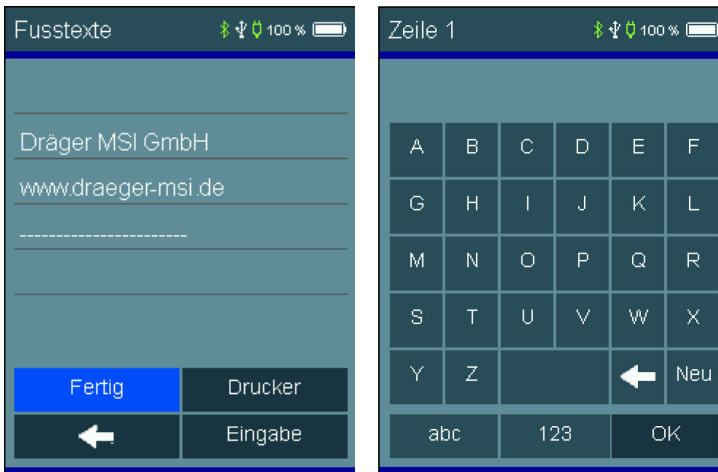 Fusstexte 100 %
Dräger MSI GmbH
www.draeger-msi.de
-----------------------
Fertig Drucker
Eingabe
Zeile 1 100 %
A B C D E F
G H I J K L
M N O P Q R
S T U V W X
Y Z Neu
abc 123 OK